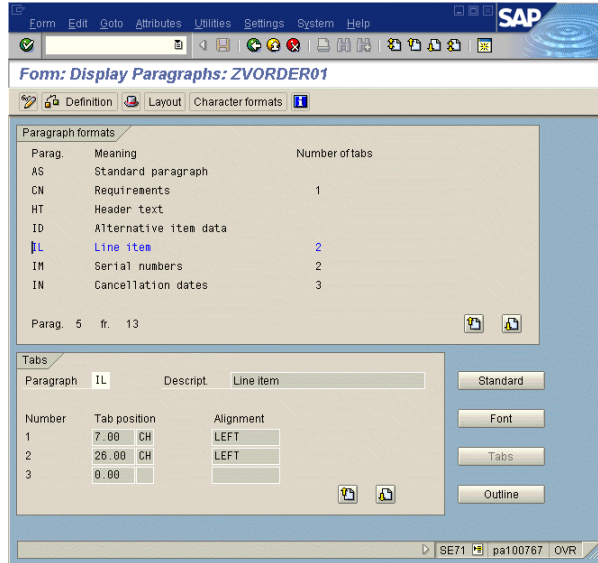 Form Edit Goto Attributes Utilities Settings System Help
SAP
Form: Display Paragraphs: ZVORDER01
Definition Layout Character formats
Paragraph formats
Parag. Meaning Number of tabs
AS Standard paragraph
CN Requirements 1
HT Header text
ID Alternative item data
IL Line item 2
IM Serial numbers 2
IN Cancellation dates 3
Parag. 5 fr. 13
Tabs
Paragraph IL Descript. Line item Standard
Number Tab position Alignment Font
1 7.00 CH LEFT
2 26.00 CH LEFT Tabs
3 0.00
Outline
SE71 pa100767 OVR